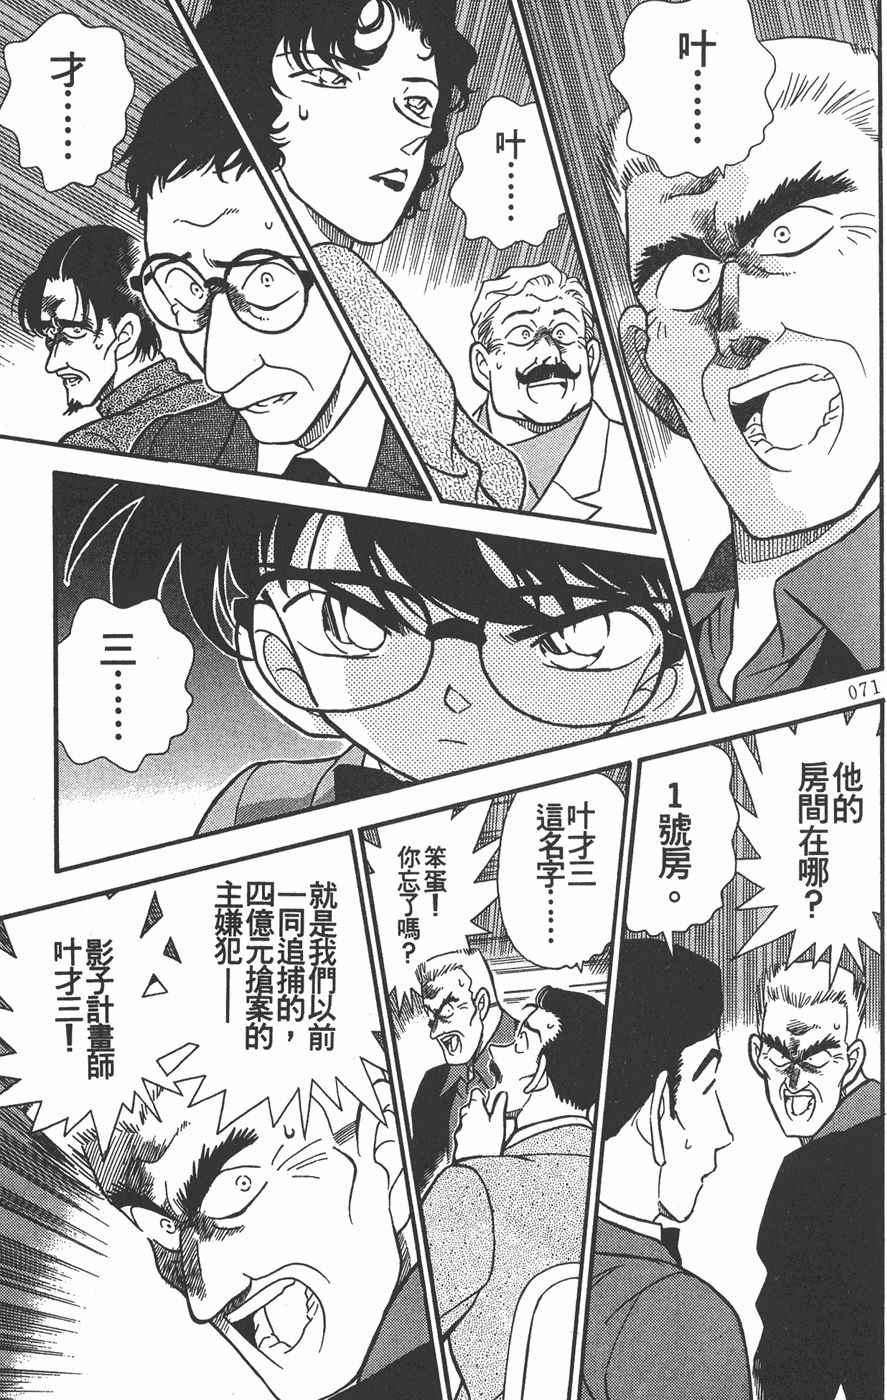 叶……
叶……
才……
三……
071
他的
房間在哪？
1號房。
叶才三
這名字……
笨蛋！
你忘了嗎？
就是我們以前
一同追捕的，
四億元搶案的
主嫌犯——
影子計畫師
叶才三！